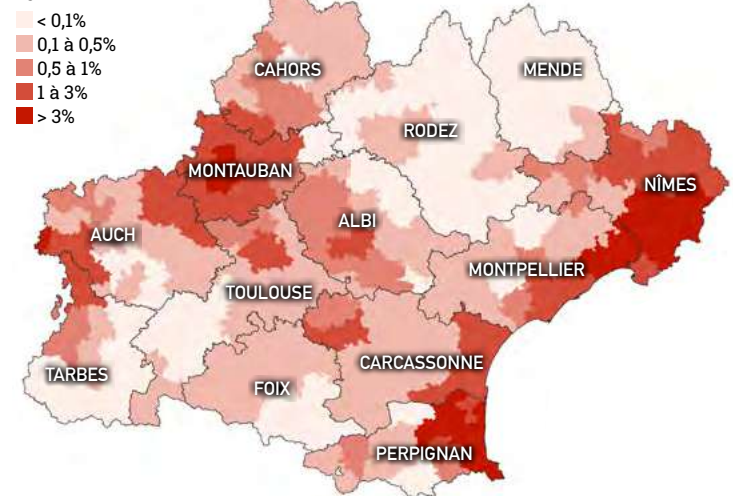 < 0,1%
0,1 à 0,5%
0,5 à 1%
1 à 3%
> 3%
CAHORS
MENDE
RODEZ
MONTAUBAN
NÎMES
ALBI
AUCH
MONTPELLIER
TOULOUSE
CARCASSONNE
TARBES
FOIX
PERPIGNAN